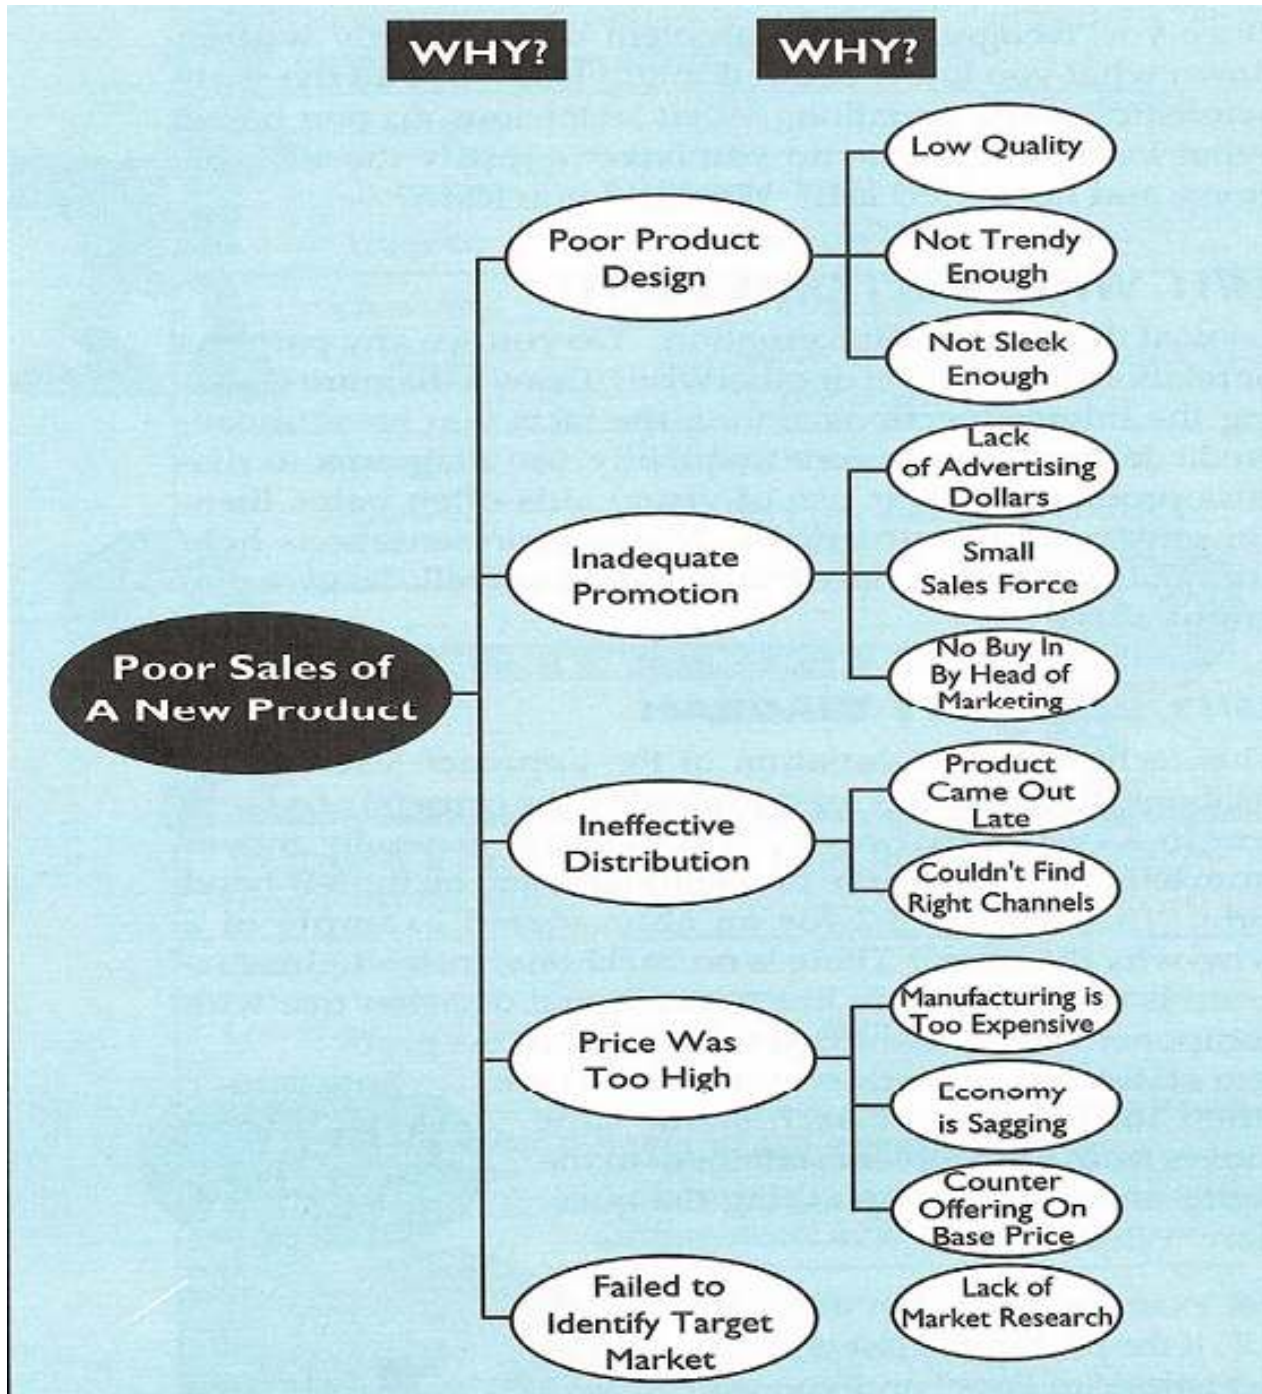 WHY?
WHY?
Low Quality
Poor Product
Design
Not Trendy
Enough
Not Sleek
Enough
Lack
of Advertising
Dollars
Inadequate
Promotion
Small
Sales Force
No Buy In
By Head of
Marketing
Poor Sales of
A New Product
Product
Came Out
Late
Ineffective
Distribution
Couldn't Find
Right Channels
Manufacturing is
Too Expensive
Price Was
Too High
Economy
is Sagging
Counter
Offering On
Base Price
Failed to
Identify Target
Market
Lack of
Market Research